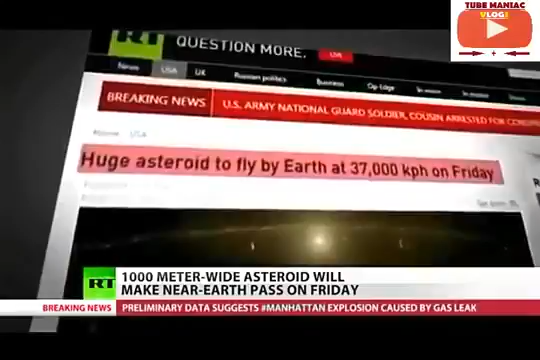 TUBE MANIAC
VLOG!
RT
QUESTION MORE.
News USA UK Russian politics Business Op-Edge
BREAKING NEWS U.S. ARMY NATIONAL GUARD SOLDIER, COUSIN ARRESTED FOR
Home USA
Huge asteroid to fly by Earth at 37,000 kph on Friday
RT
1000 METER-WIDE ASTEROID WILL
MAKE NEAR-EARTH PASS ON FRIDAY
BREAKING NEWS PRELIMINARY DATA SUGGESTS #MANHATTAN EXPLOSION CAUSED BY GAS LEAK